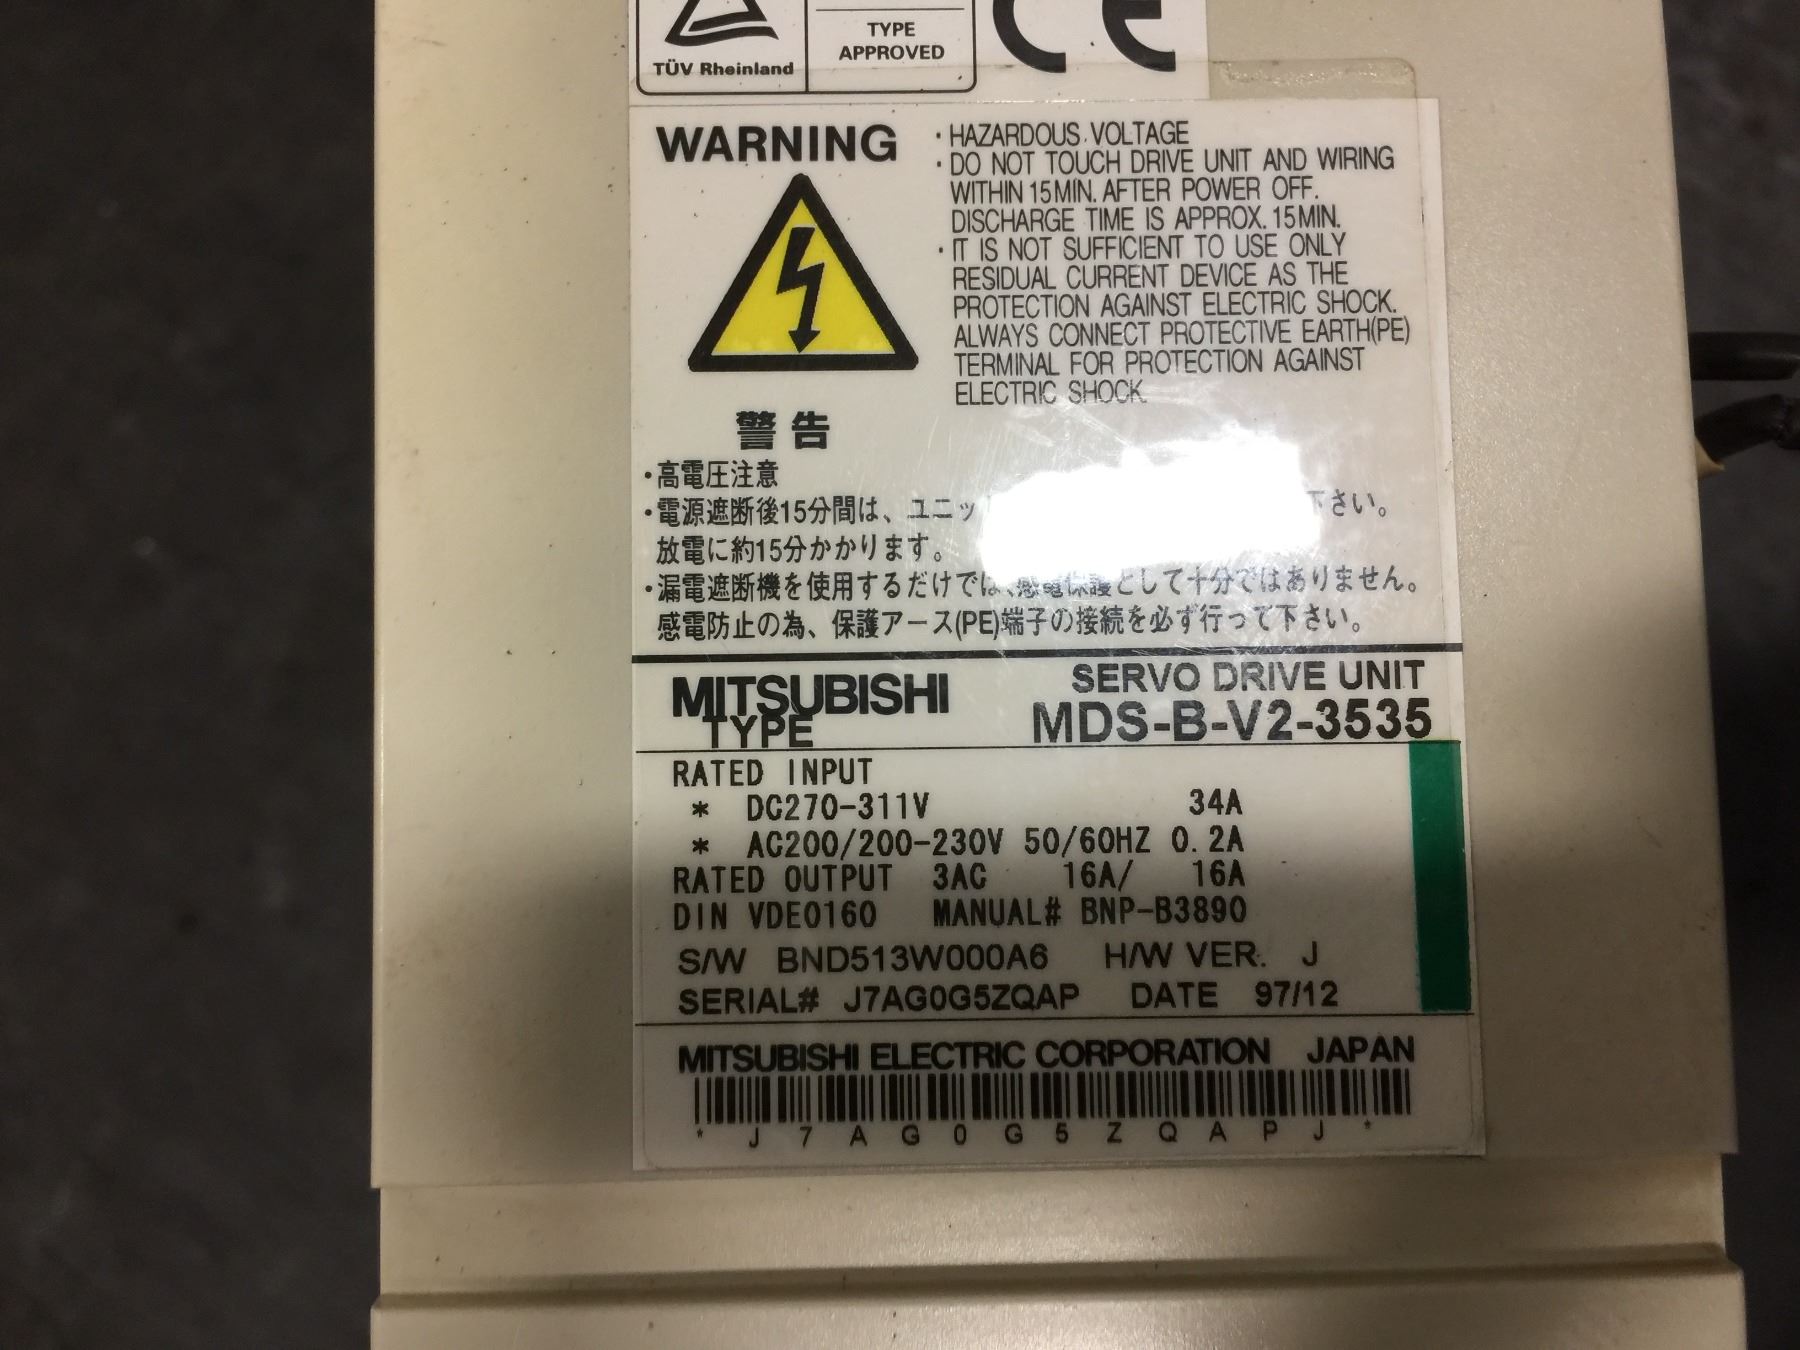 TÜV Rheinland
TYPE
APPROVED
CE
WARNING
・HAZARDOUS VOLTAGE
・DO NOT TOUCH DRIVE UNIT AND WIRING
WITHIN 15MIN. AFTER POWER OFF.
DISCHARGE TIME IS APPROX. 15MIN.
・IT IS NOT SUFFICIENT TO USE ONLY
RESIDUAL CURRENT DEVICE AS THE
PROTECTION AGAINST ELECTRIC SHOCK.
ALWAYS CONNECT PROTECTIVE EARTH(PE)
TERMINAL FOR PROTECTION AGAINST
ELECTRIC SHOCK.
警告
・高電圧注意
・電源遮断後15分間は、ユニッ 下さい。
放電に約15分かかります。
・漏電遮断機を使用するだけでは、感電保護として十分ではありません。
感電防止の為、保護アース(PE)端子の接続を必ず行って下さい。
MITSUBISHI SERVO DRIVE UNIT
TYPE MDS-B-V2-3535
RATED INPUT
* DC270-311V 34A
* AC200/200-230V 50/60HZ 0.2A
RATED OUTPUT 3AC 16A/ 16A
DIN VDE0160 MANUAL# BNP-B3890
S/W BND513W000A6 H/W VER. J
SERIAL# J7AG0G5ZQAP DATE 97/12
MITSUBISHI ELECTRIC CORPORATION JAPAN
* J 7 A G 0 G 5 Z Q A P J *